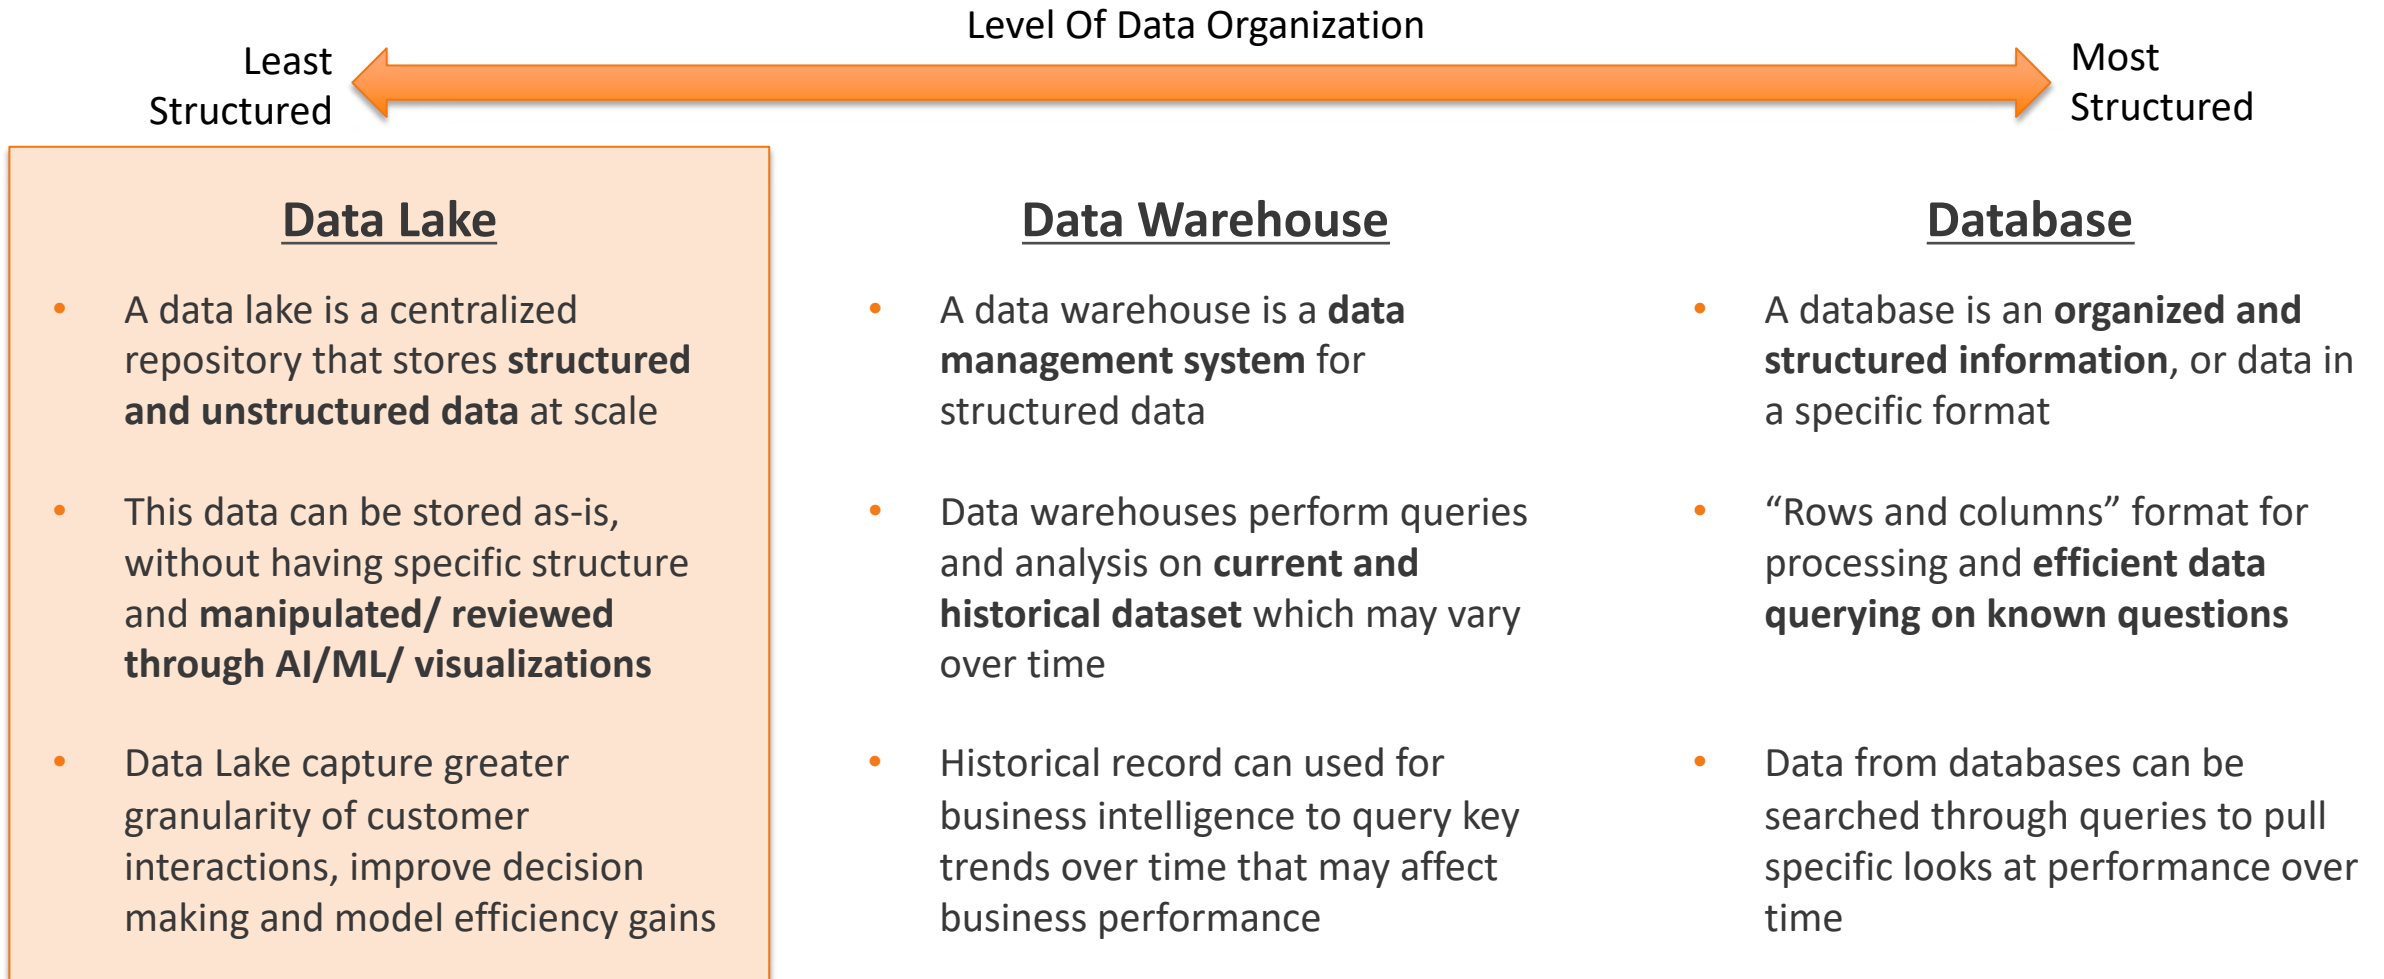 Level Of Data Organization
Least
Structured
Most
Structured
Data Lake
• A data lake is a centralized
repository that stores structured
and unstructured data at scale
• This data can be stored as-is,
without having specific structure
and manipulated/ reviewed
through AI/ML/ visualizations
• Data Lake capture greater
granularity of customer
interactions, improve decision
making and model efficiency gains
Data Warehouse
• A data warehouse is a data
management system for
structured data
• Data warehouses perform queries
and analysis on current and
historical dataset which may vary
over time
• Historical record can used for
business intelligence to query key
trends over time that may affect
business performance
Database
• A database is an organized and
structured information, or data in
a specific format
• “Rows and columns” format for
processing and efficient data
querying on known questions
• Data from databases can be
searched through queries to pull
specific looks at performance over
time